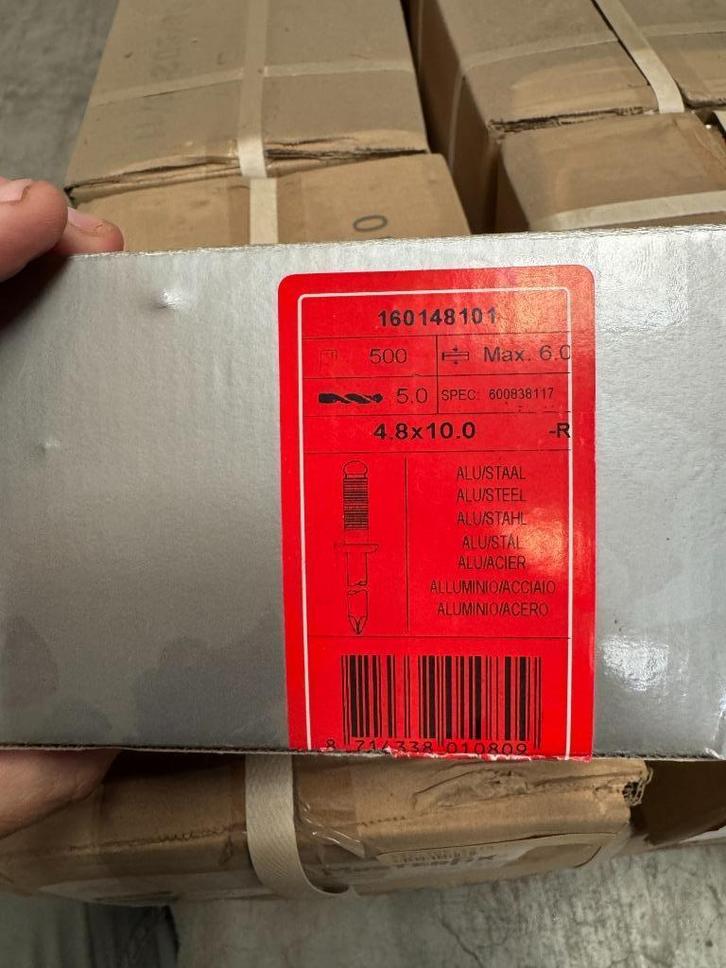 0
160148101
500 Max. 6.0
5.0 SPEC: 600838117
4.8x10.0 -R
ALU/STAAL
ALU/STEEL
ALU/STAHL
ALU/STÅL
ALU/ACIER
ALLUMINIO/ACCIAIO
ALUMINIO/ACERO
8 714338 010809